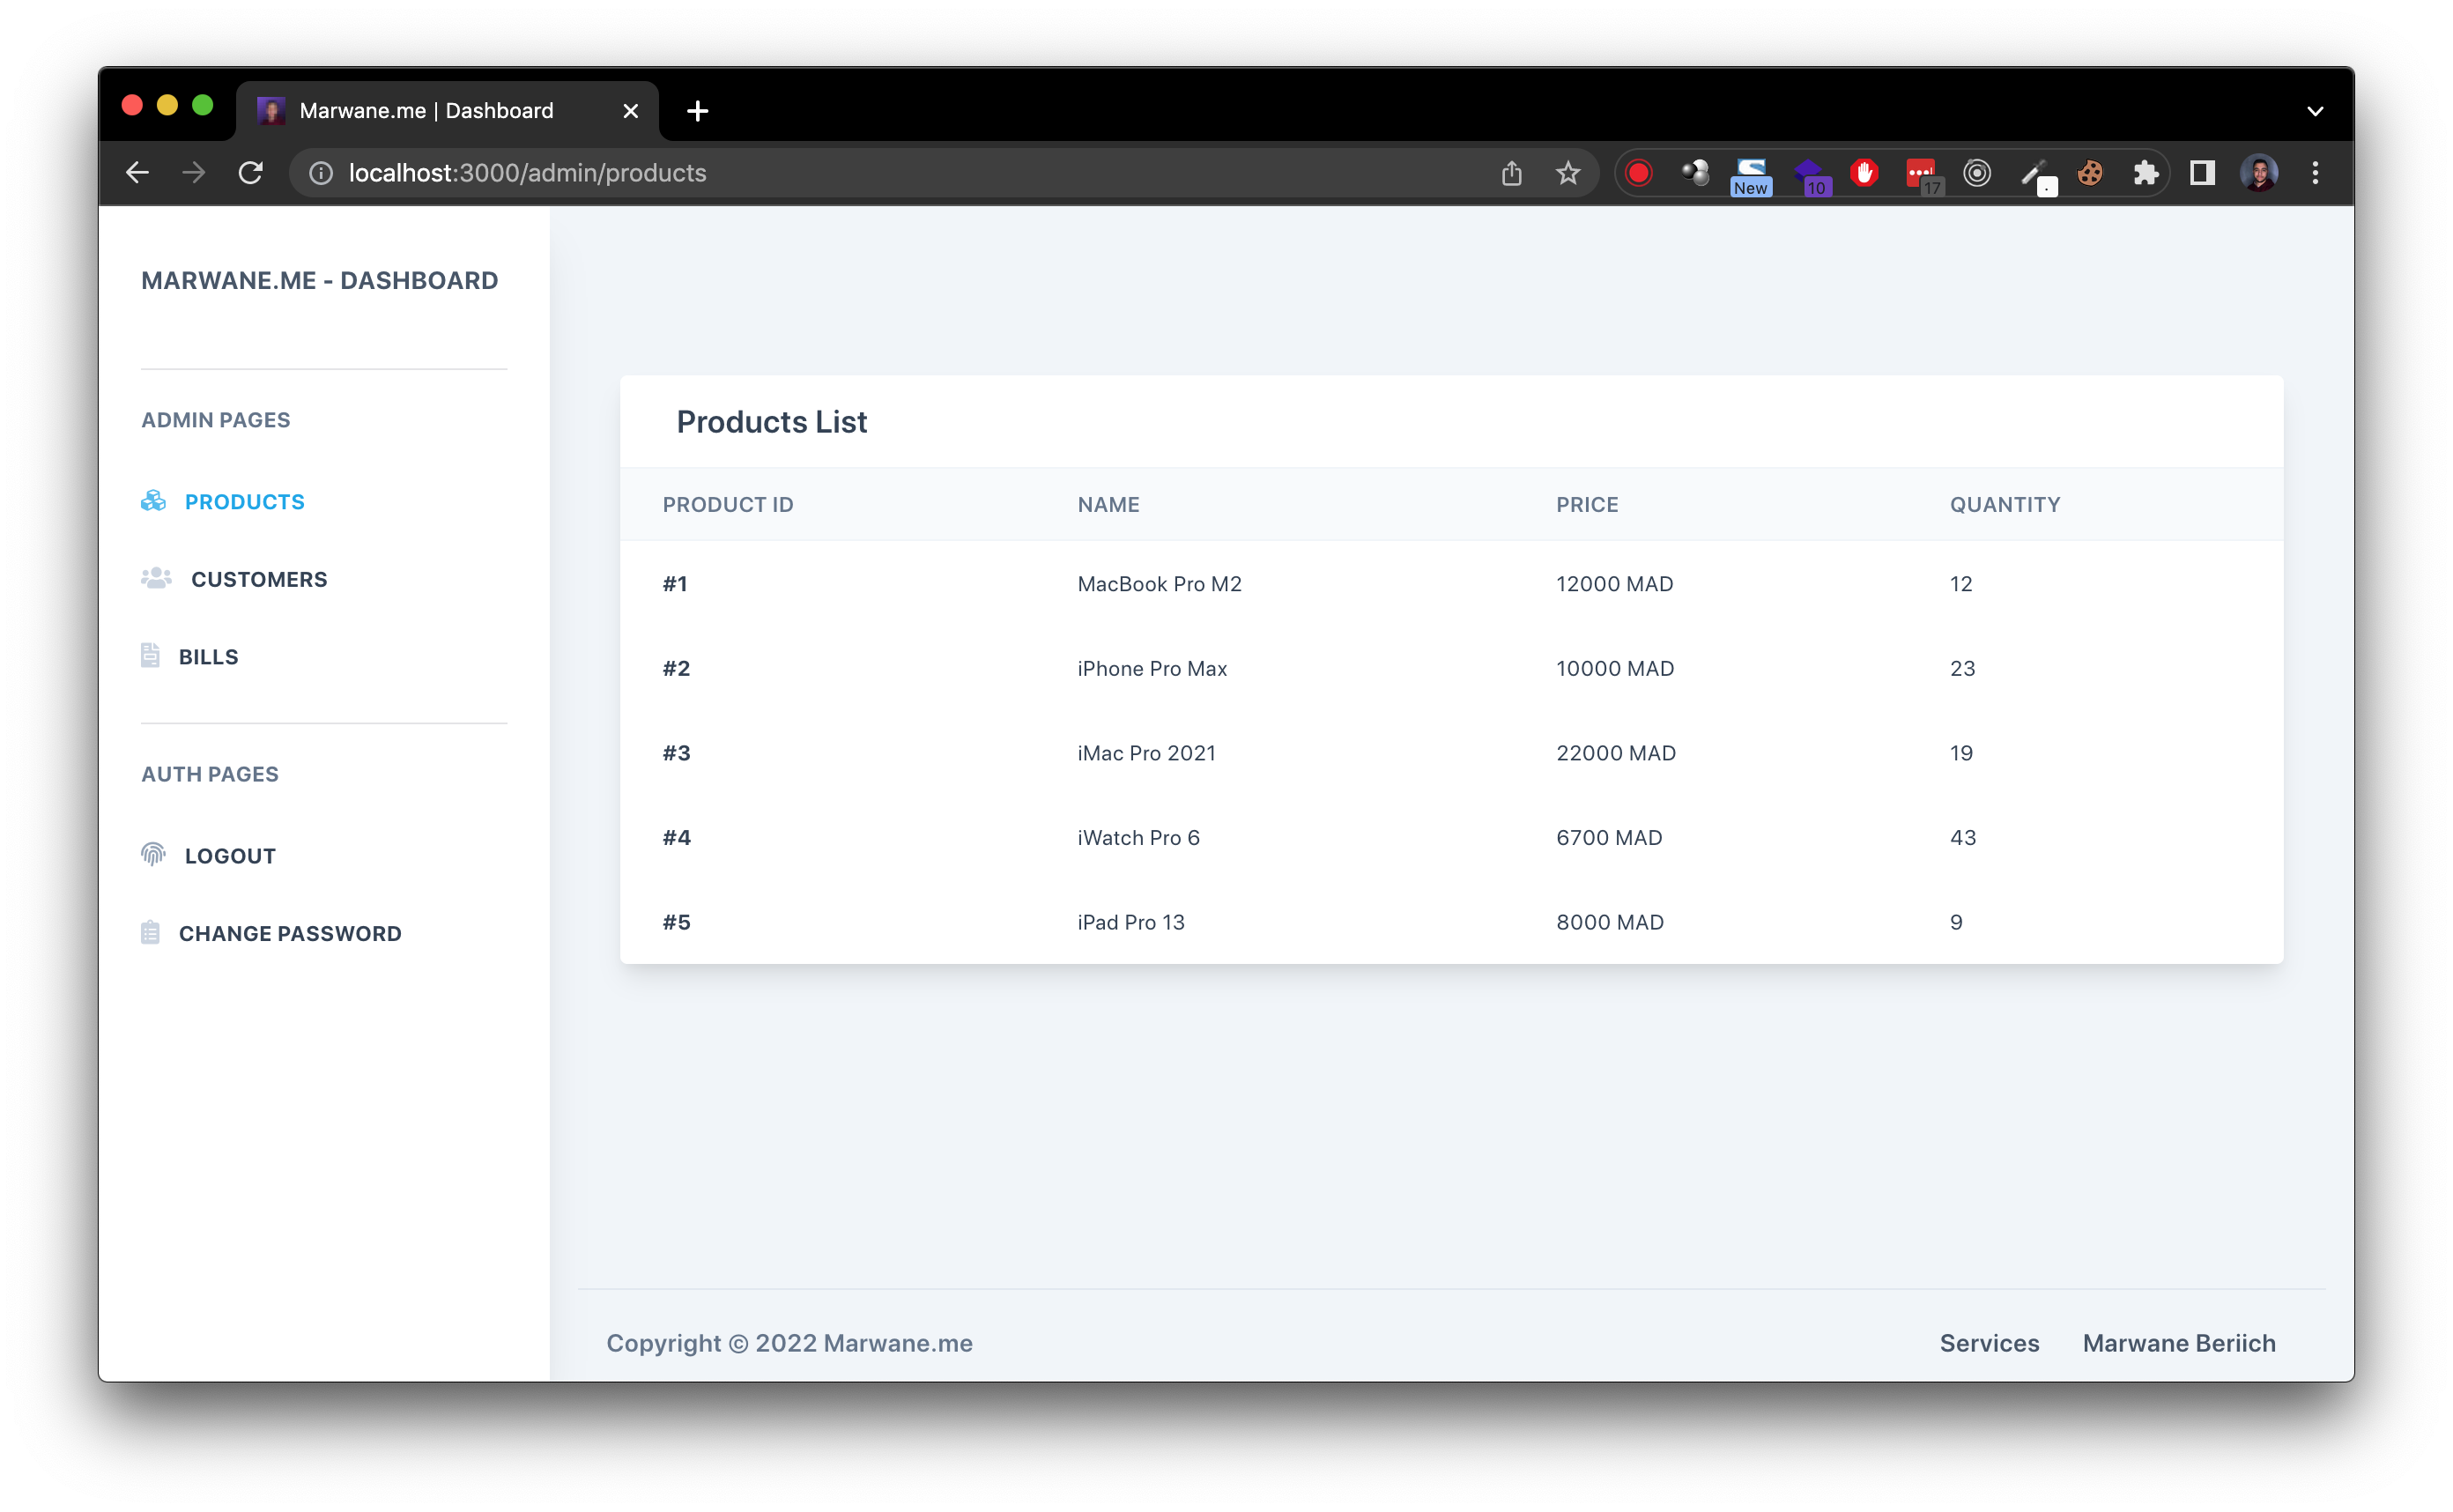 Marwane.me | Dashboard
localhost:3000/admin/products
New
10
17
MARWANE.ME - DASHBOARD
ADMIN PAGES
PRODUCTS
CUSTOMERS
BILLS
AUTH PAGES
LOGOUT
CHANGE PASSWORD
Products List
PRODUCT ID NAME PRICE QUANTITY
#1 MacBook Pro M2 12000 MAD 12
#2 iPhone Pro Max 10000 MAD 23
#3 iMac Pro 2021 22000 MAD 19
#4 iWatch Pro 6 6700 MAD 43
#5 iPad Pro 13 8000 MAD 9
Copyright © 2022 Marwane.me
Services Marwane Beriich